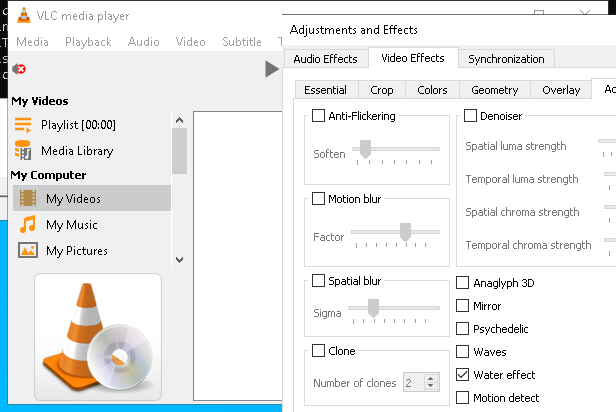 VLC media player
Media Playback Audio Video Subtitle
My Videos
Playlist [00:00]
Media Library
My Computer
My Videos
My Music
My Pictures
Adjustments and Effects
Audio Effects Video Effects Synchronization
Essential Crop Colors Geometry Overlay
Anti-Flickering
Soften
Motion blur
Factor
Spatial blur
Sigma
Clone
Number of clones 2
Denoiser
Spatial luma strength
Temporal luma strength
Spatial chroma strength
Temporal chroma strength
Anaglyph 3D
Mirror
Psychedelic
Waves
Water effect
Motion detect